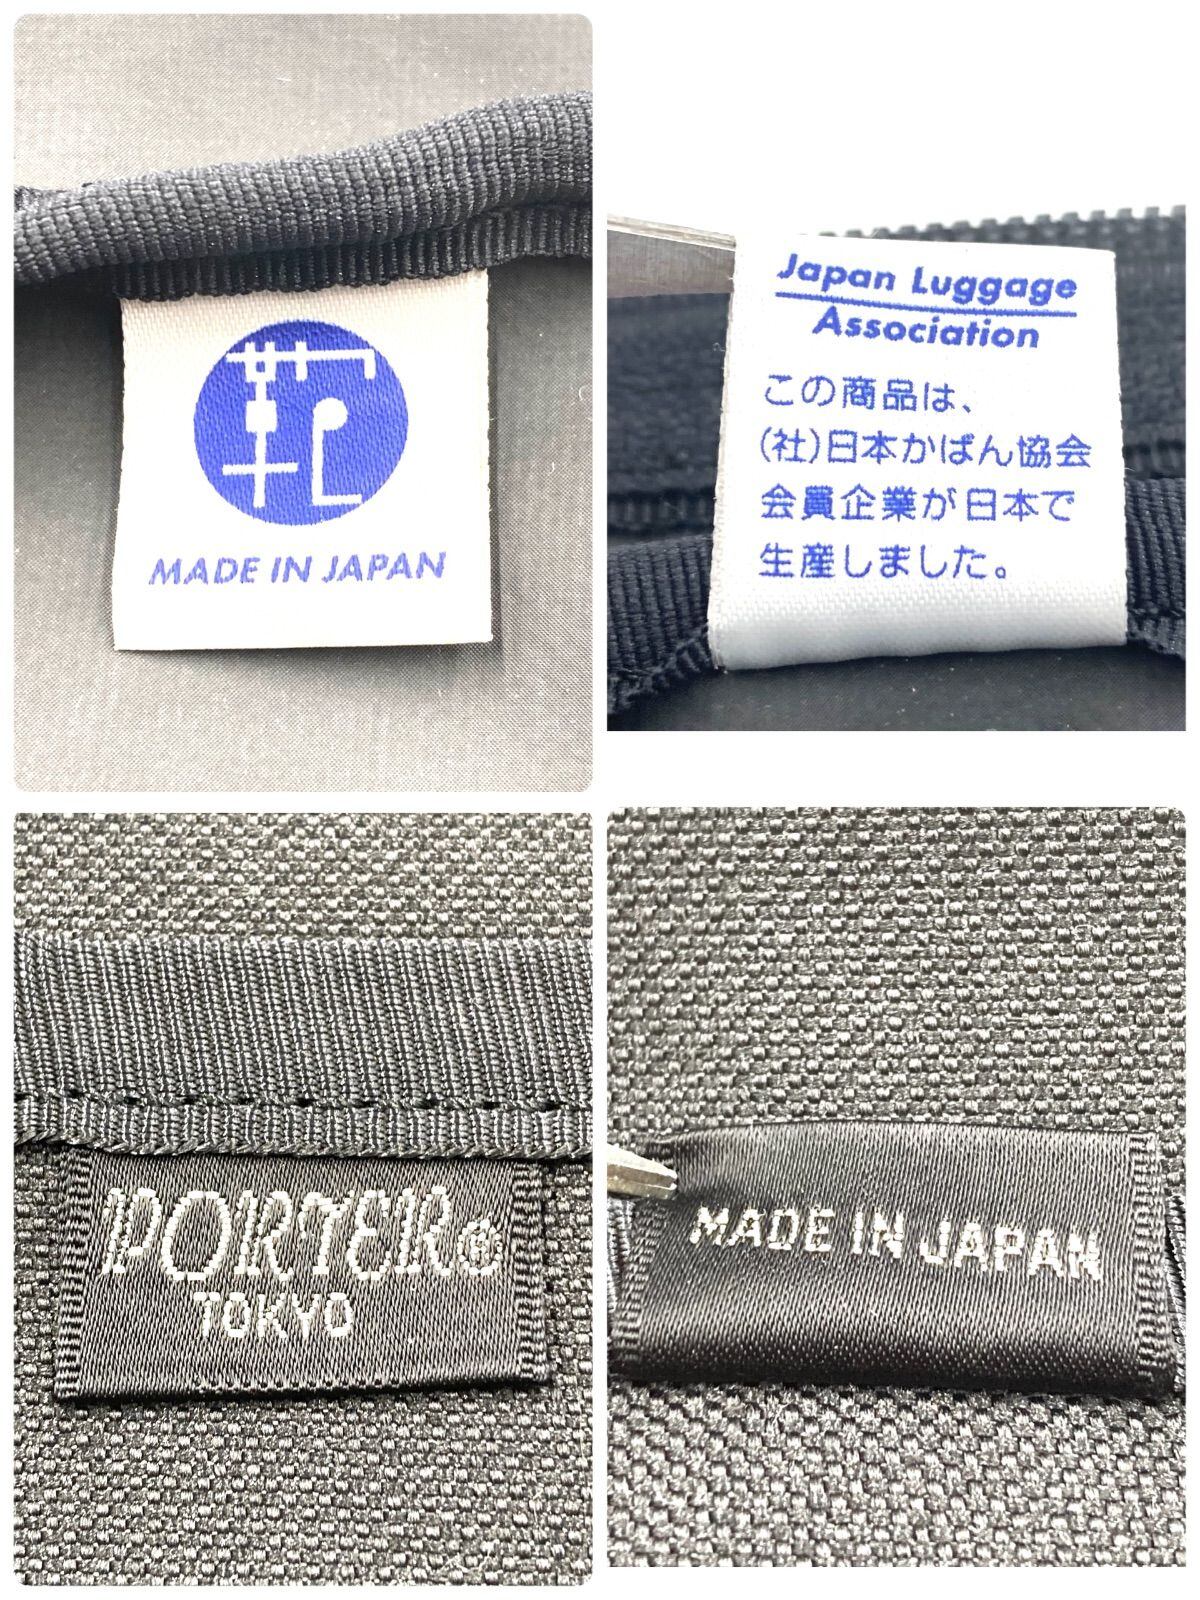 鞄
MADE IN JAPAN
Japan Luggage
Association
この商品は、
(社)日本かばん協会
会員企業が日本で
生産しました。
PORTER®
TOKYO
MADE IN JAPAN